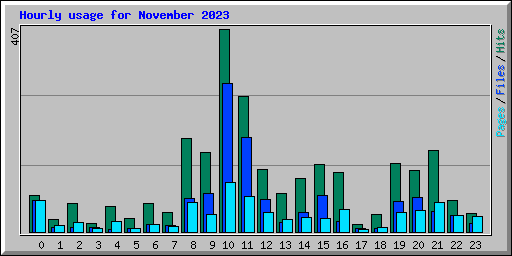 Hourly usage for November 2023
407
Pages / Files / Hits
0 1 2 3 4 5 6 7 8 9 10 11 12 13 14 15 16 17 18 19 20 21 22 23